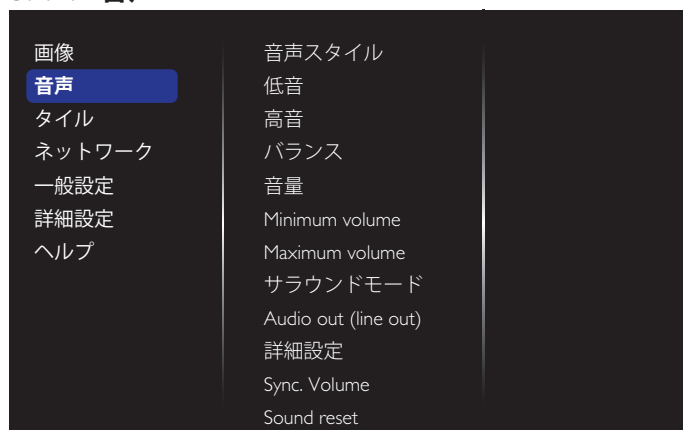 画像
音声
タイル
ネットワーク
一般設定
詳細設定
ヘルプ
音声スタイル
低音
高音
バランス
音量
Minimum volume
Maximum volume
サラウンドモード
Audio out (line out)
詳細設定
Sync. Volume
Sound reset